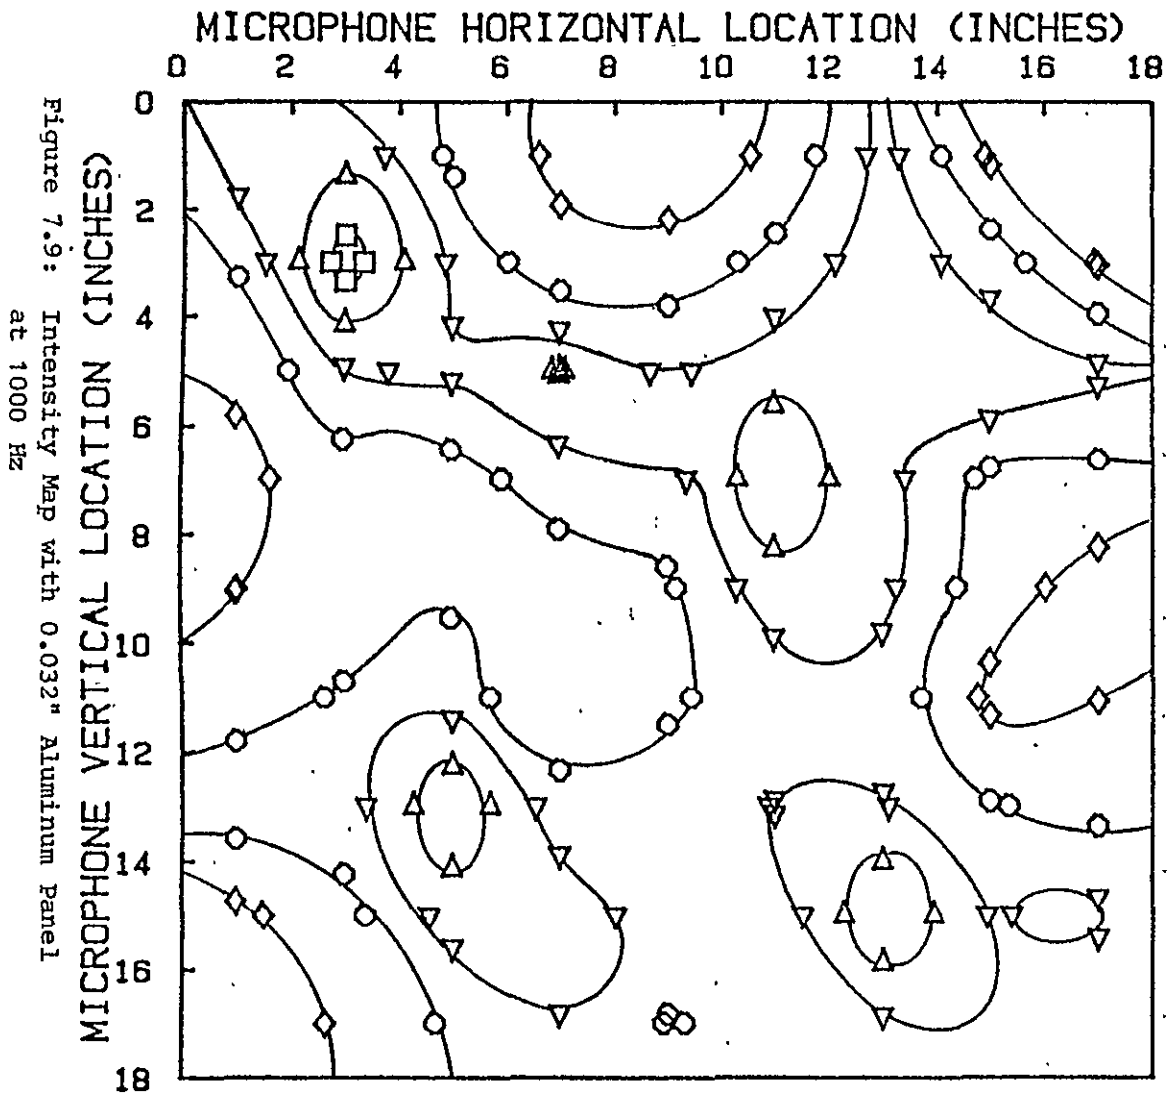 MICROPHONE HORIZONTAL LOCATION (INCHES)
0 2 4 6 8 10 12 14 16 18
0
2
4
6
8
10
12
14
16
18
MICROPHONE VERTICAL LOCATION (INCHES)
Figure 7.9: Intensity Map with 0.032" Aluminum Panel
at 1000 Hz